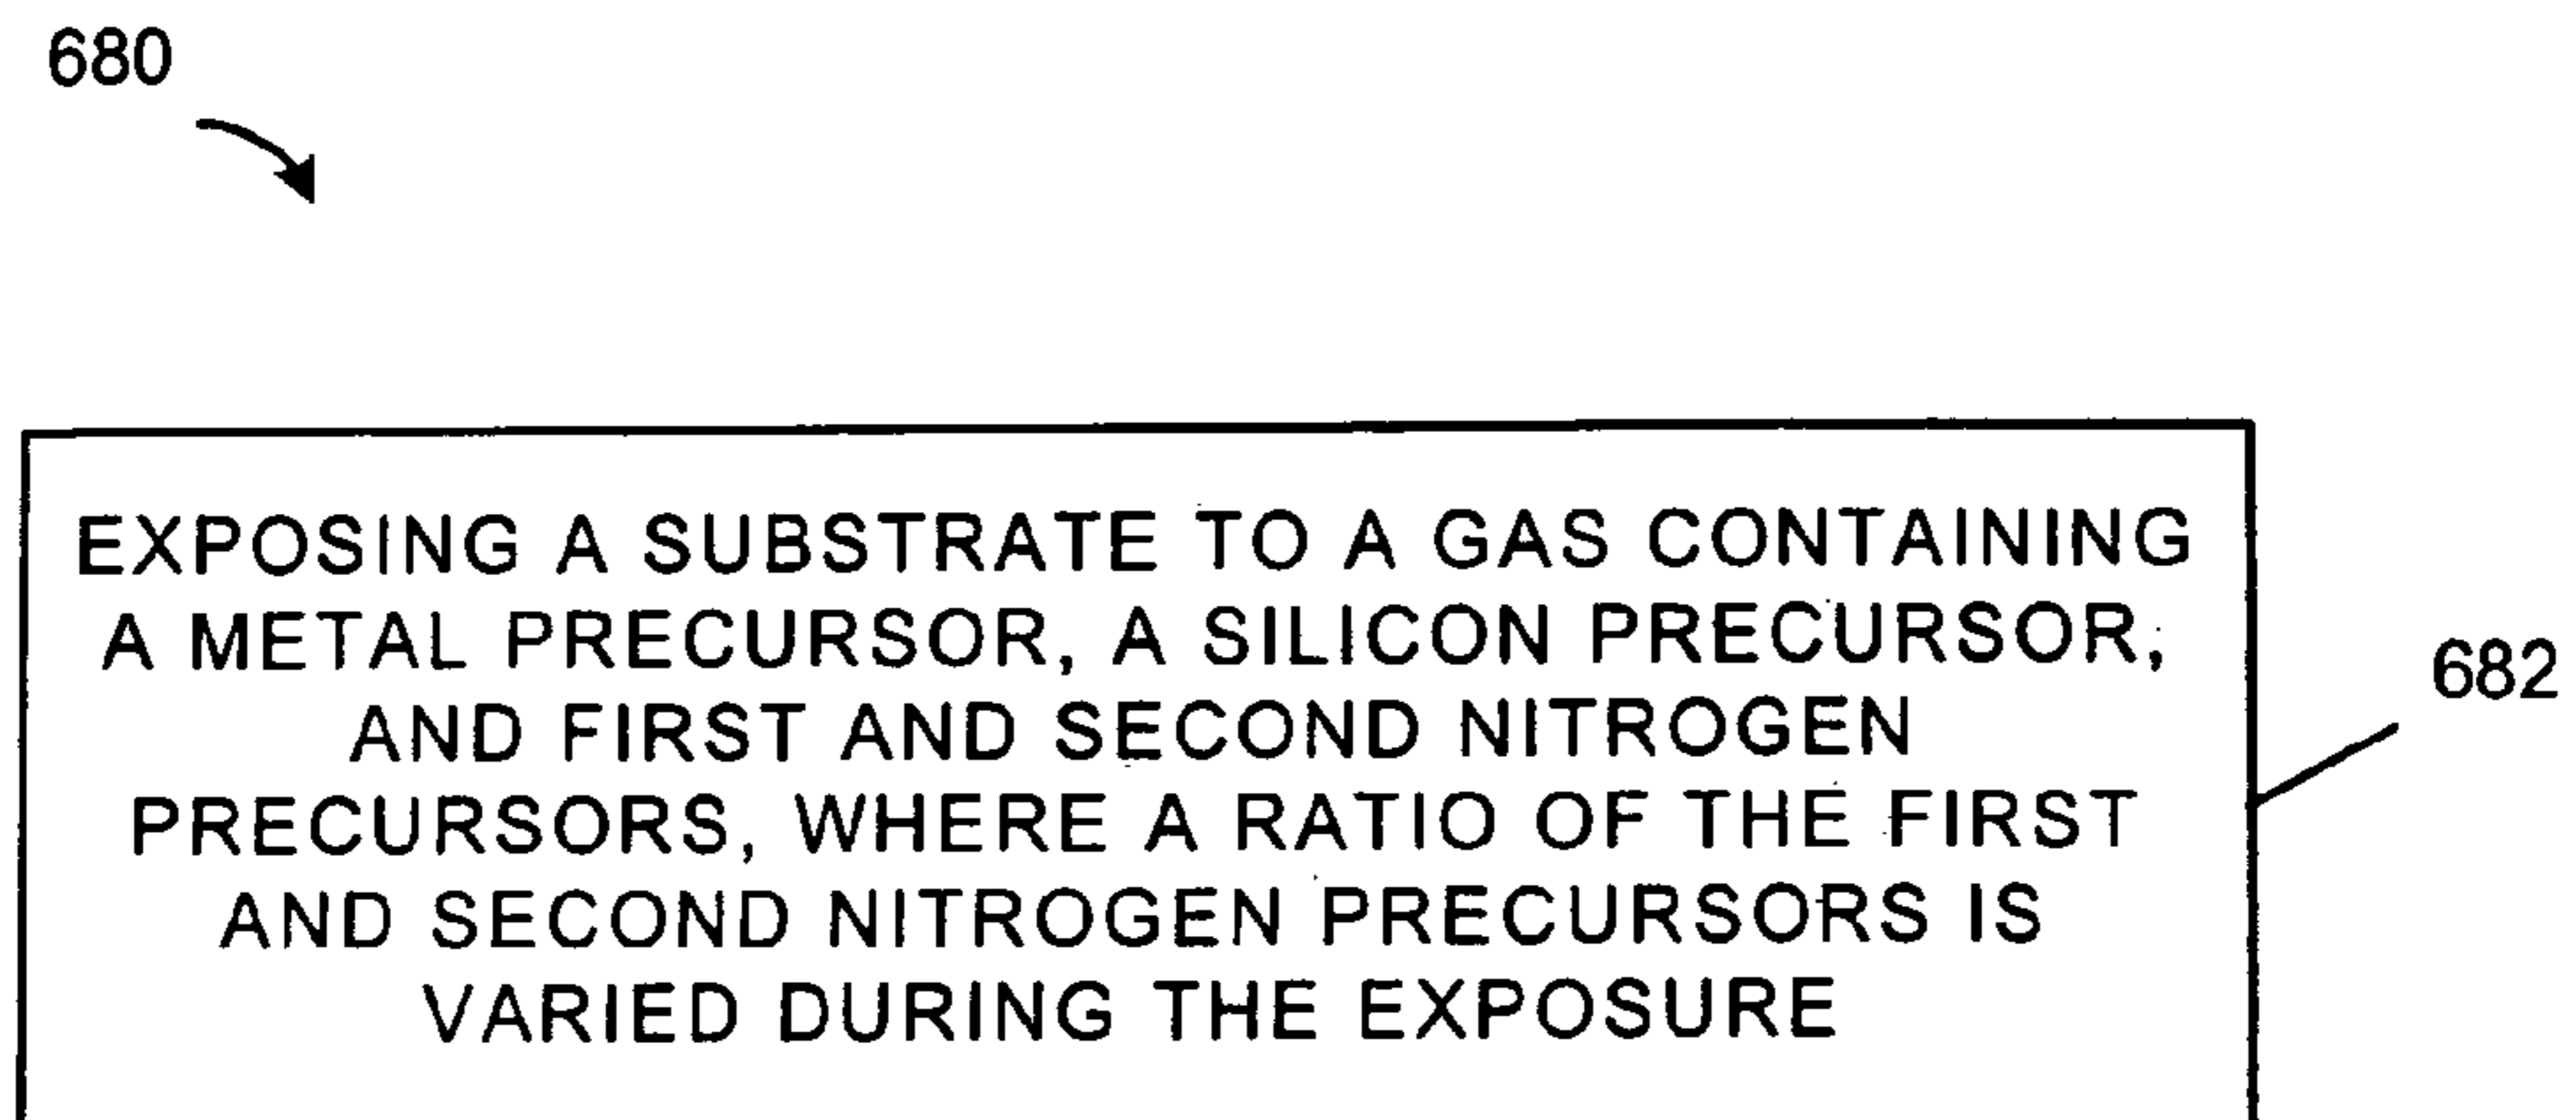 680
EXPOSING A SUBSTRATE TO A GAS CONTAINING
A METAL PRECURSOR, A SILICON PRECURSOR,
AND FIRST AND SECOND NITROGEN
PRECURSORS, WHERE A RATIO OF THE FIRST
AND SECOND NITROGEN PRECURSORS IS
VARIED DURING THE EXPOSURE
682